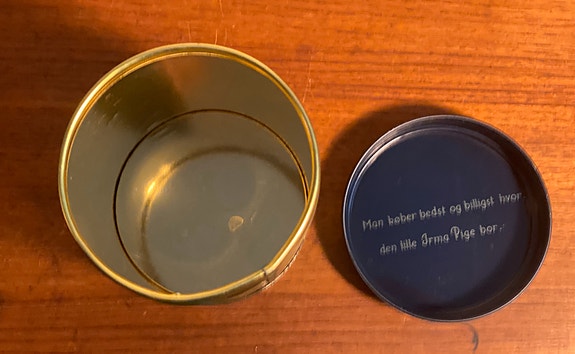 Man køber bedst og billigst hvor
den lille Irma Pige bor.